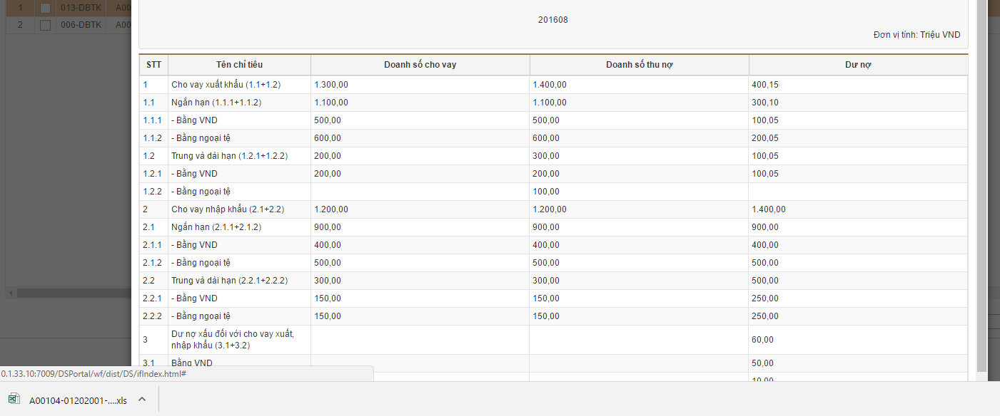 1 013-DBTK A00
2 006-DBTK A00
201608
Đơn vị tính: Triệu VND
STT Tên chỉ tiêu Doanh số cho vay Doanh số thu nợ Dư nợ
1 Cho vay xuất khẩu (1.1+1.2) 1.300,00 1.400,00 400,15
1.1 Ngắn hạn (1.1.1+1.1.2) 1.100,00 1.100,00 300,10
1.1.1 - Bằng VND 500,00 500,00 100,05
1.1.2 - Bằng ngoại tệ 600,00 600,00 200,05
1.2 Trung và dài hạn (1.2.1+1.2.2) 200,00 300,00 100,05
1.2.1 - Bằng VND 200,00 200,00 100,05
1.2.2 - Bằng ngoại tệ 100,00
2 Cho vay nhập khẩu (2.1+2.2) 1.200,00 1.200,00 1.400,00
2.1 Ngắn hạn (2.1.1+2.1.2) 900,00 900,00 900,00
2.1.1 - Bằng VND 400,00 400,00 400,00
2.1.2 - Bằng ngoại tệ 500,00 500,00 500,00
2.2 Trung và dài hạn (2.2.1+2.2.2) 300,00 300,00 500,00
2.2.1 - Bằng VND 150,00 150,00 250,00
2.2.2 - Bằng ngoại tệ 150,00 150,00 250,00
3 Dư nợ xấu đối với cho vay xuất, nhập khẩu (3.1+3.2) 60,00
3.1 Bằng VND 50,00
10,00
0.1.33.10:7009/DSPortal/wf/dist/DS/ifIndex.html#
A00104-01202001-....xls